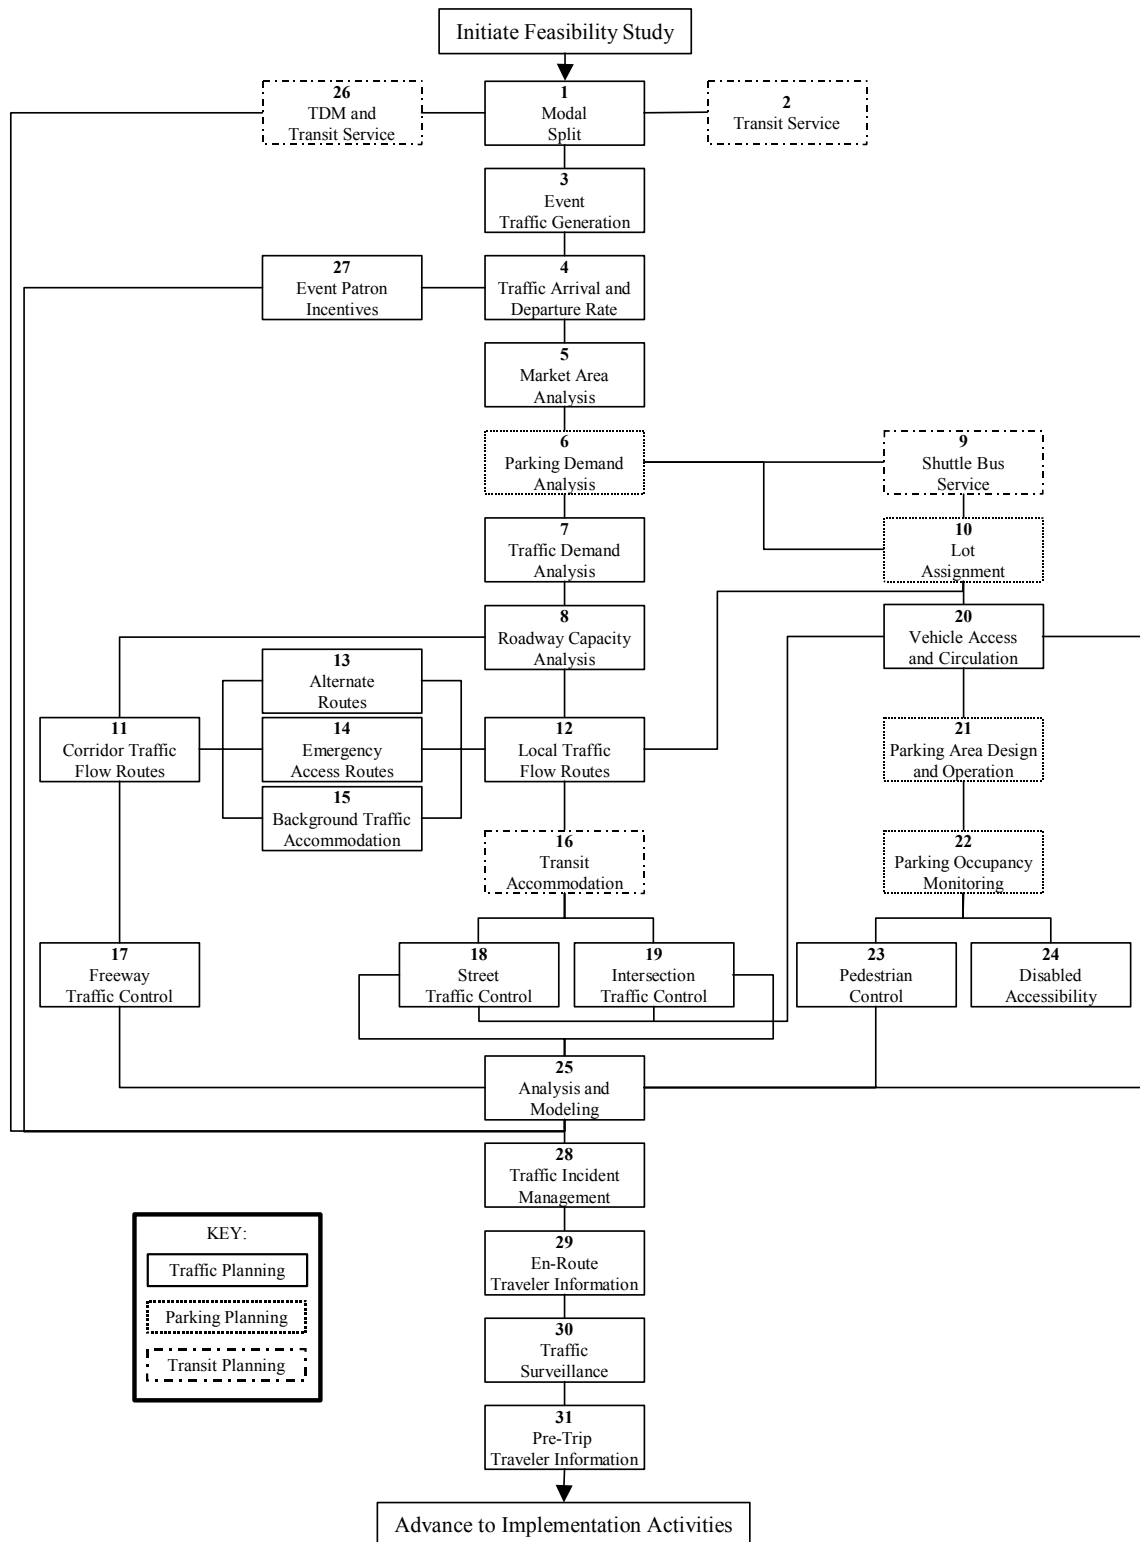 Initiate Feasibility Study
26
TDM and
Transit Service
1
Modal
Split
2
Transit Service
3
Event
Traffic Generation
27
Event Patron
Incentives
4
Traffic Arrival and
Departure Rate
5
Market Area
Analysis
6
Parking Demand
Analysis
9
Shuttle Bus
Service
7
Traffic Demand
Analysis
10
Lot
Assignment
8
Roadway Capacity
Analysis
20
Vehicle Access
and Circulation
13
Alternate
Routes
11
Corridor Traffic
Flow Routes
14
Emergency
Access Routes
12
Local Traffic
Flow Routes
21
Parking Area Design
and Operation
15
Background Traffic
Accommodation
16
Transit
Accommodation
22
Parking Occupancy
Monitoring
17
Freeway
Traffic Control
18
Street
Traffic Control
19
Intersection
Traffic Control
23
Pedestrian
Control
24
Disabled
Accessibility
25
Analysis and
Modeling
28
Traffic Incident
Management
KEY:
Traffic Planning
Parking Planning
Transit Planning
29
En-Route
Traveler Information
30
Traffic
Surveillance
31
Pre-Trip
Traveler Information
Advance to Implementation Activities